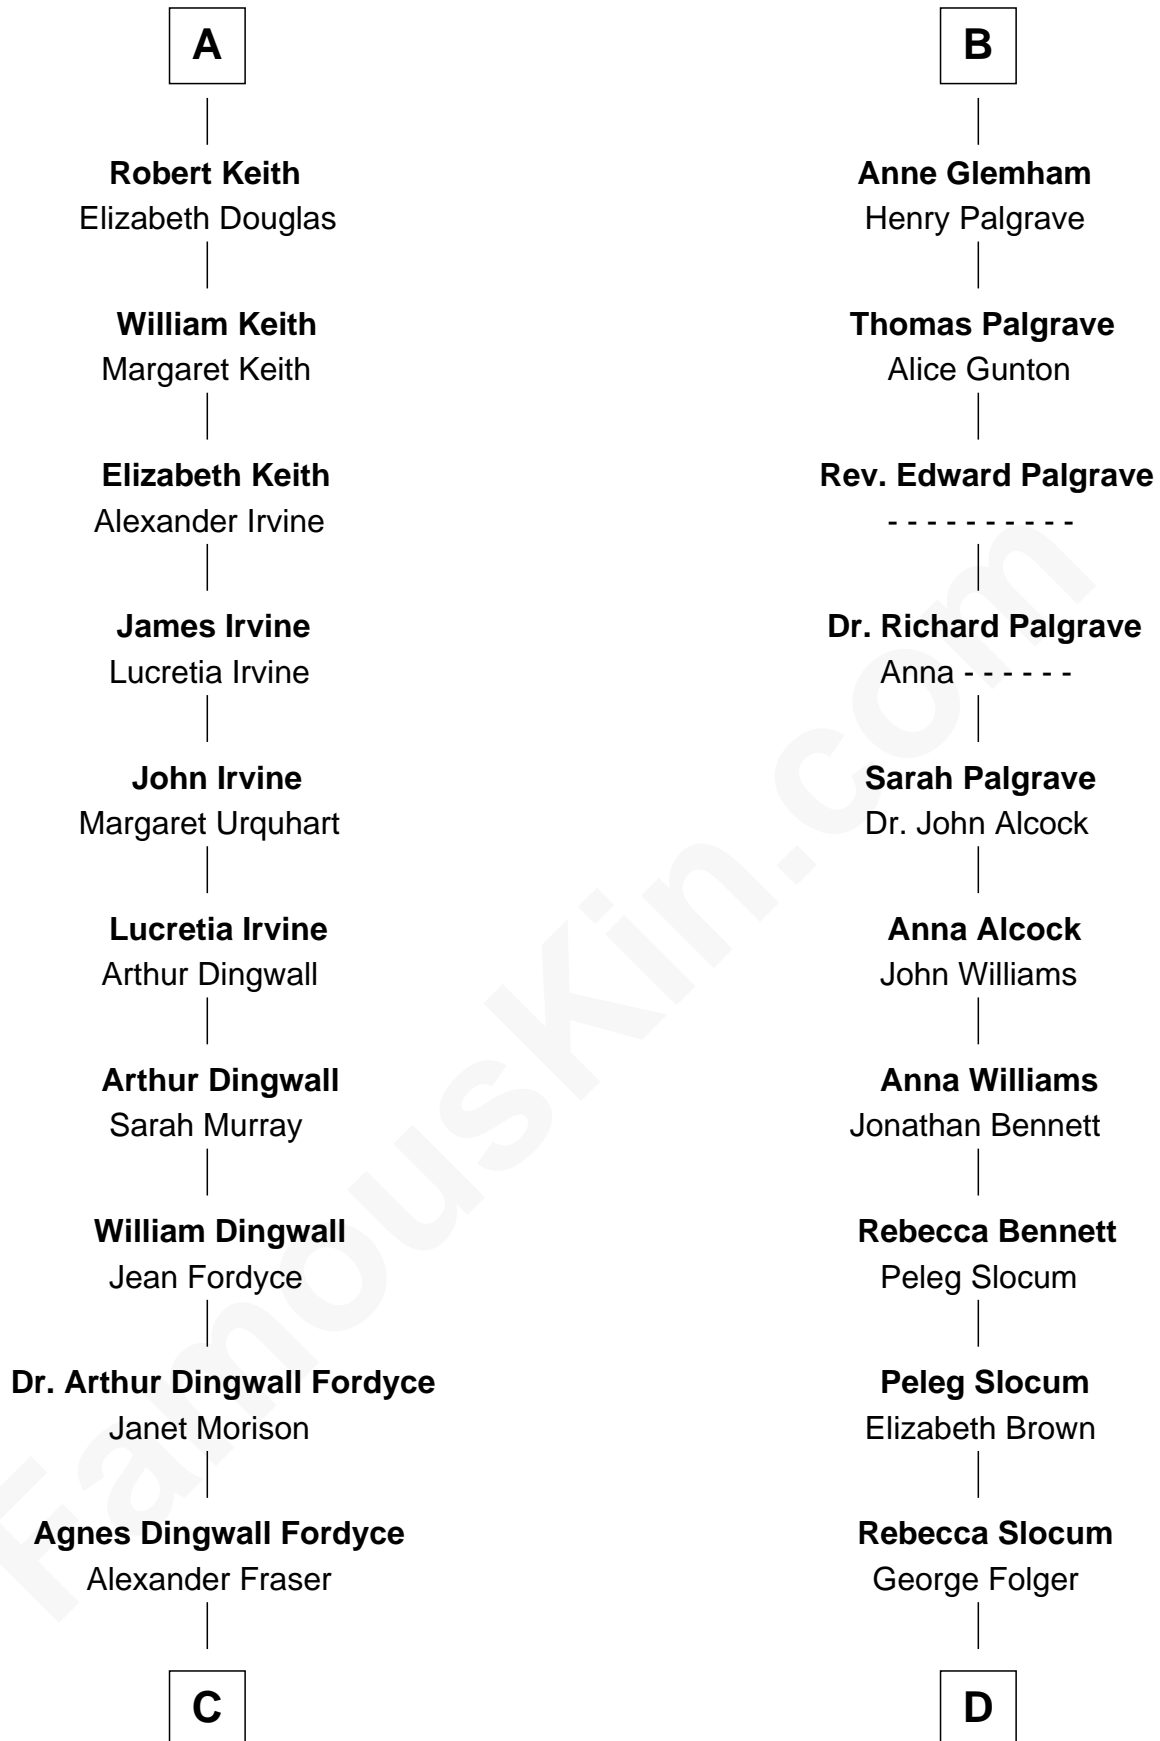 A
Robert Keith
Elizabeth Douglas
William Keith
Margaret Keith
Elizabeth Keith
Alexander Irvine
James Irvine
Lucretia Irvine
John Irvine
Margaret Urquhart
Lucretia Irvine
Arthur Dingwall
Arthur Dingwall
Sarah Murray
William Dingwall
Jean Fordyce
Dr. Arthur Dingwall Fordyce
Janet Morison
Agnes Dingwall Fordyce
Alexander Fraser
C
B
Anne Glemham
Henry Palgrave
Thomas Palgrave
Alice Gunton
Rev. Edward Palgrave
- - - - - - - - - -
Dr. Richard Palgrave
Anna - - - - - -
Sarah Palgrave
Dr. John Alcock
Anna Alcock
John Williams
Anna Williams
Jonathan Bennett
Rebecca Bennett
Peleg Slocum
Peleg Slocum
Elizabeth Brown
Rebecca Slocum
George Folger
D
FamousKin.com